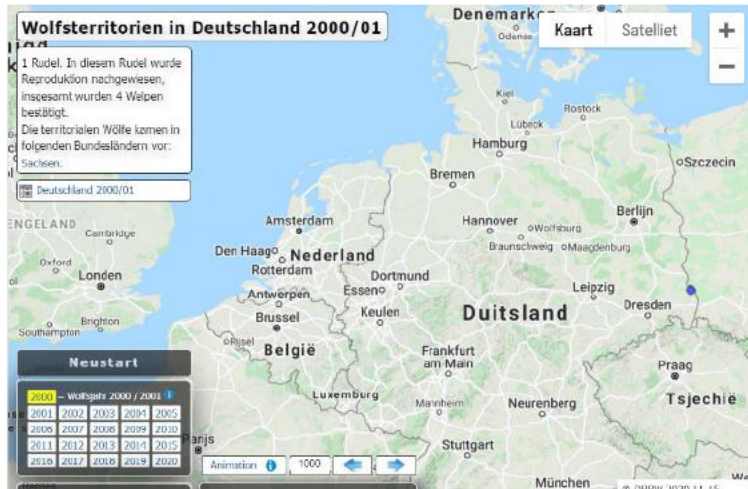 Wolfsterritorien in Deutschland 2000/01
1 Rudel. In diesem Rudel wurde
Reproduktion nachgewiesen,
insgesamt wurden 4 Welpen
bestätigt.
Die territorialen Wölfe kamen in
folgenden Bundesländern vor:
Sachsen.
Deutschland 2000/01
Kaart Satelliet
+
−
Odense
Kiel
Rostock
Lübeck
Hamburg
Szczecin
Bremen
ENGELAND
Cambridge
Amsterdam
Hannover
Wolfsburg
Berlijn
Braunschweig
Maagdenburg
Oxford
Den Haag
Nederland
Londen
Rotterdam
Dortmund
Essen
Leipzig
Antwerpen
Duitsland
Dresden
Brighton
Brussel
Keulen
Southampton
Rijsel
België
Frankfurt
am Main
Praag
Tsjechië
Luxemburg
Mannheim
Neurenberg
Parijs
Stuttgart
München
Neustart
2000 – Wolfsjahr 2000 / 2001
2001 2002 2003 2004 2005
2006 2007 2008 2009 2010
2011 2012 2013 2014 2015
2016 2017 2018 2019 2020
Animation 1000